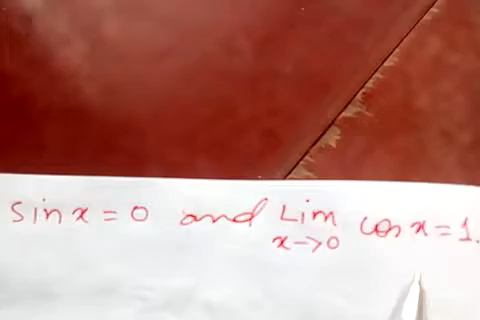 sin x = 0 and Lim cos x = 1.
x→0